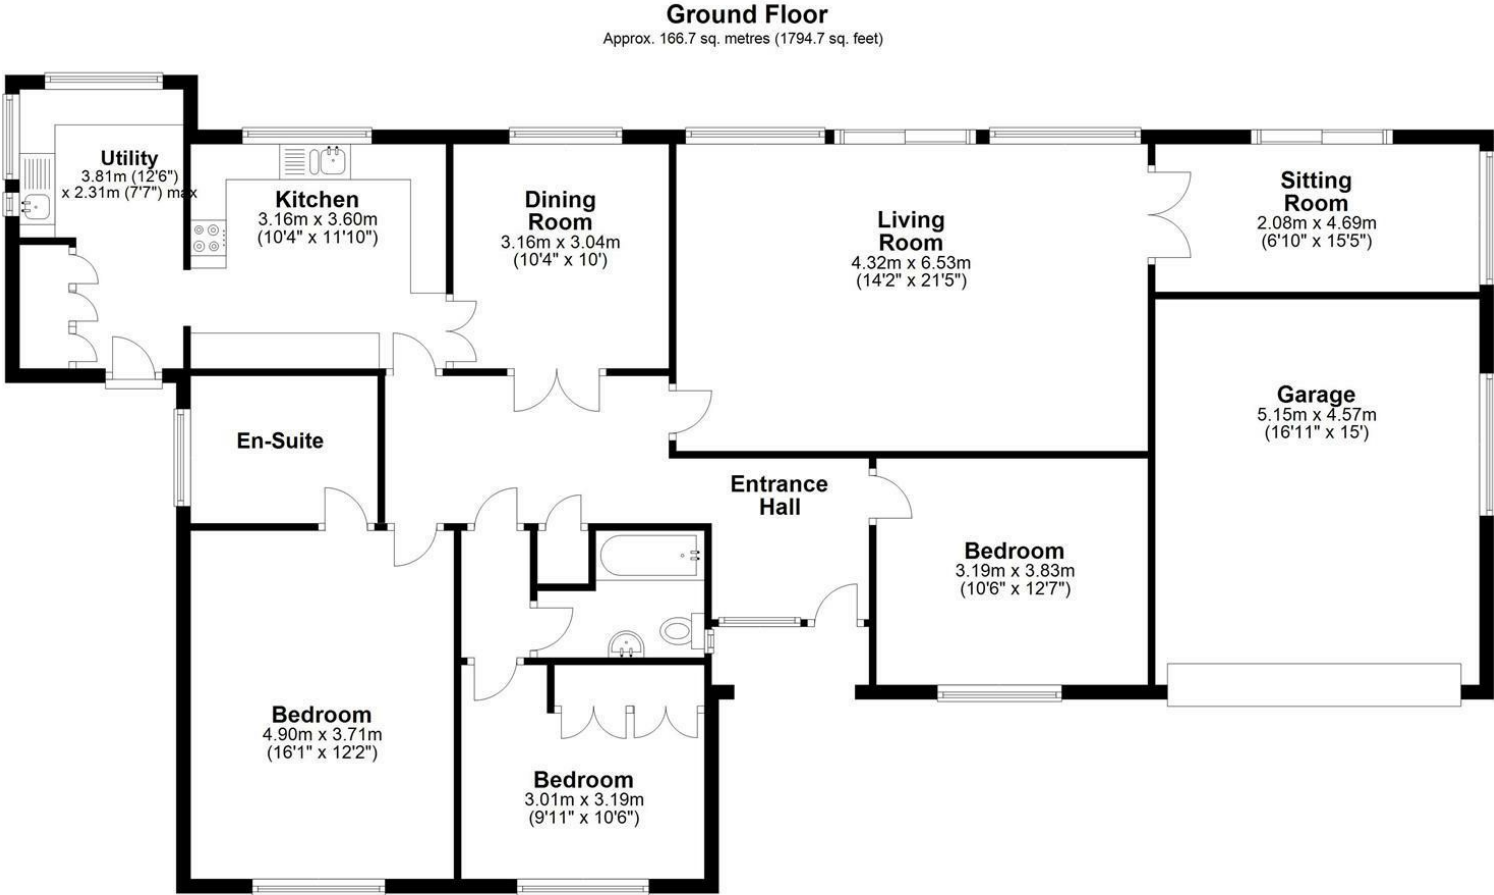 Ground Floor
Approx. 166.7 sq. metres (1794.7 sq. feet)
Utility
3.81m (12'6")
x 2.31m (7'7") max
Kitchen
3.16m x 3.60m
(10'4" x 11'10")
Dining
Room
3.16m x 3.04m
(10'4" x 10')
Living
Room
4.32m x 6.53m
(14'2" x 21'5")
Sitting
Room
2.08m x 4.69m
(6'10" x 15'5")
Garage
5.15m x 4.57m
(16'11" x 15')
En-Suite
Entrance
Hall
Bedroom
3.19m x 3.83m
(10'6" x 12'7")
Bedroom
4.90m x 3.71m
(16'1" x 12'2")
Bedroom
3.01m x 3.19m
(9'11" x 10'6")